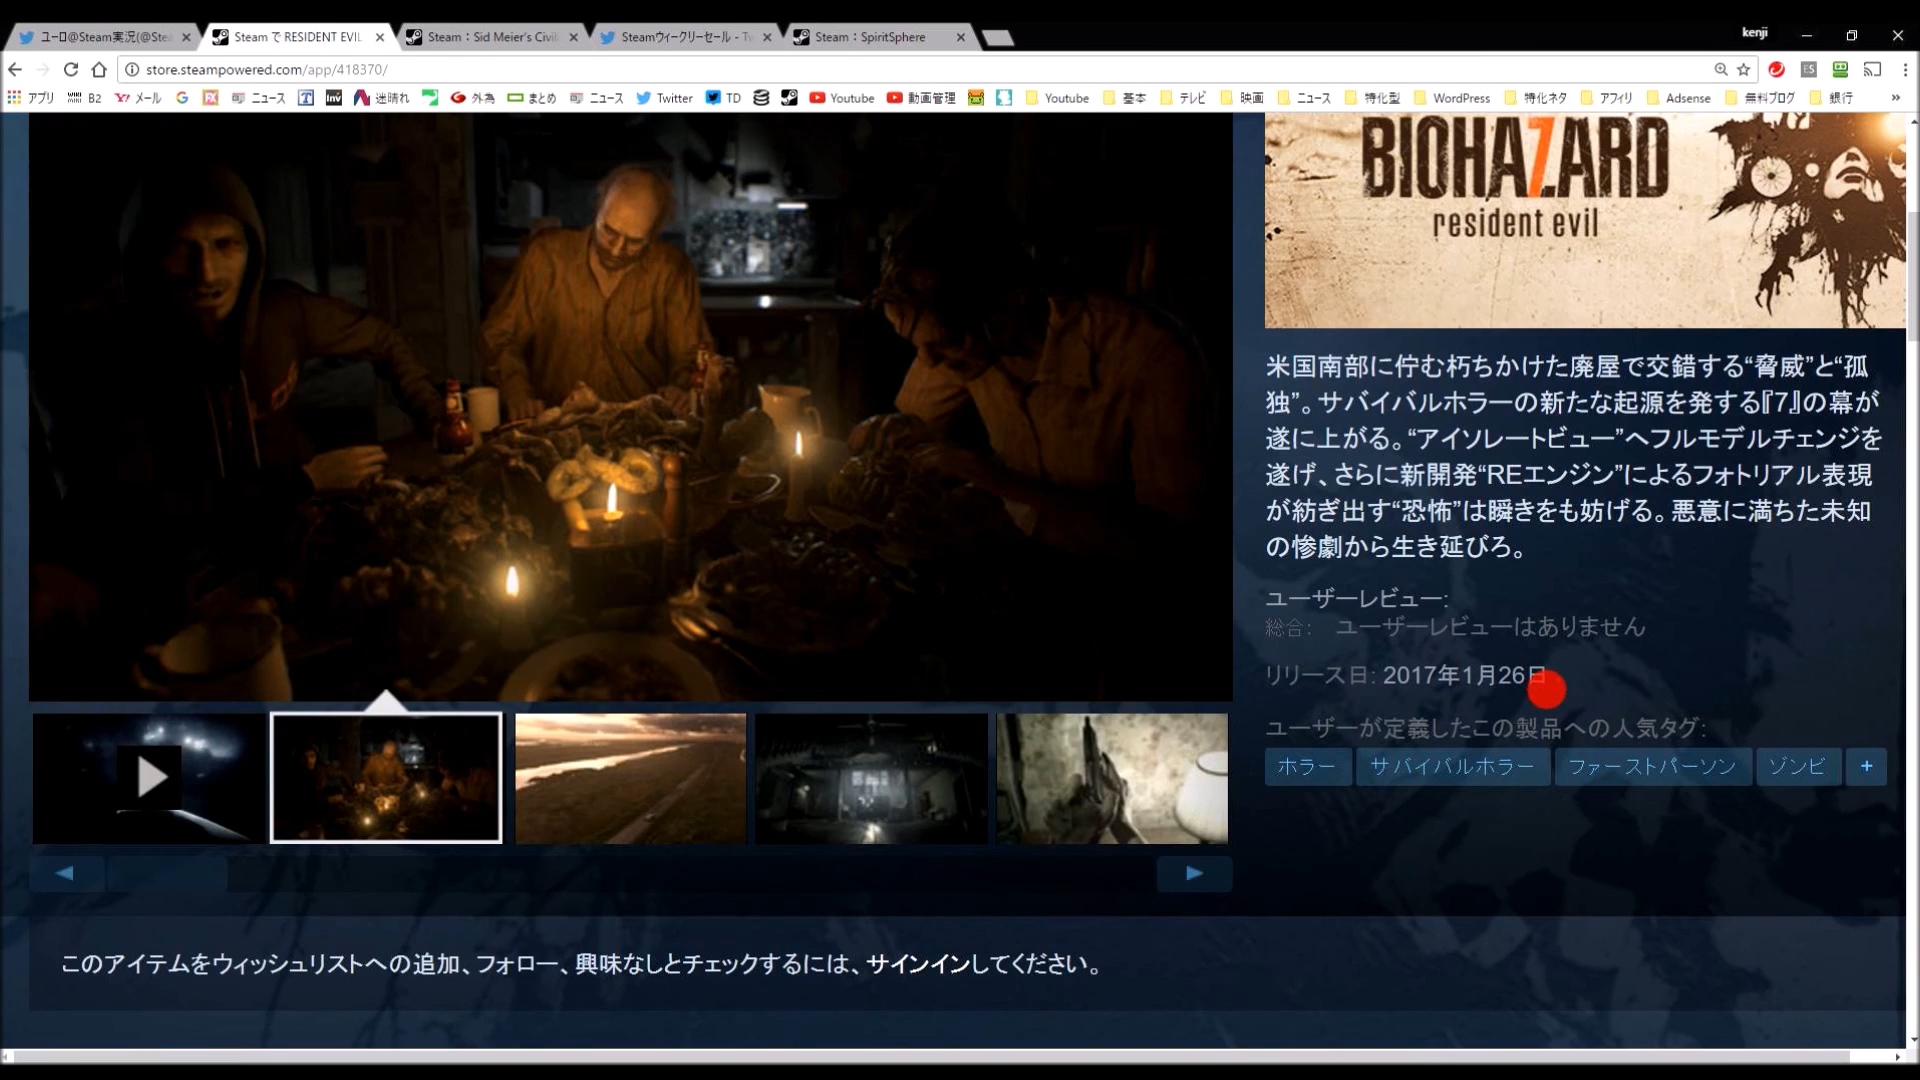 ユーロ@Steam実況(@Stea
Steam で RESIDENT EVIL
Steam：Sid Meier's Civili
Steamウィークリーセール - Tw
Steam：SpiritSphere
kenji
store.steampowered.com/app/418370/
アプリ
B2
メール
ニュース
Inv
迷晴れ
外為
まとめ
ニュース
Twitter
TD
Youtube
動画管理
Youtube
基本
テレビ
映画
ニュース
特化型
WordPress
特化ネタ
アフィリ
Adsense
無料ブログ
銀行
»
BIOHAZARD
resident evil
米国南部に佇む朽ちかけた廃屋で交錯する“脅威”と“孤
独”。サバイバルホラーの新たな起源を発する『7』の幕が
遂に上がる。“アイソレートビュー”へフルモデルチェンジを
遂げ、さらに新開発“REエンジン”によるフォトリアル表現
が紡ぎ出す“恐怖”は瞬きをも妨げる。悪意に満ちた未知
の惨劇から生き延びろ。
ユーザーレビュー:
総合: ユーザーレビューはありません
リリース日: 2017年1月26日
ユーザーが定義したこの製品への人気タグ:
ホラー
サバイバルホラー
ファーストパーソン
ゾンビ
+
このアイテムをウィッシュリストへの追加、フォロー、興味なしとチェックするには、サインインしてください。